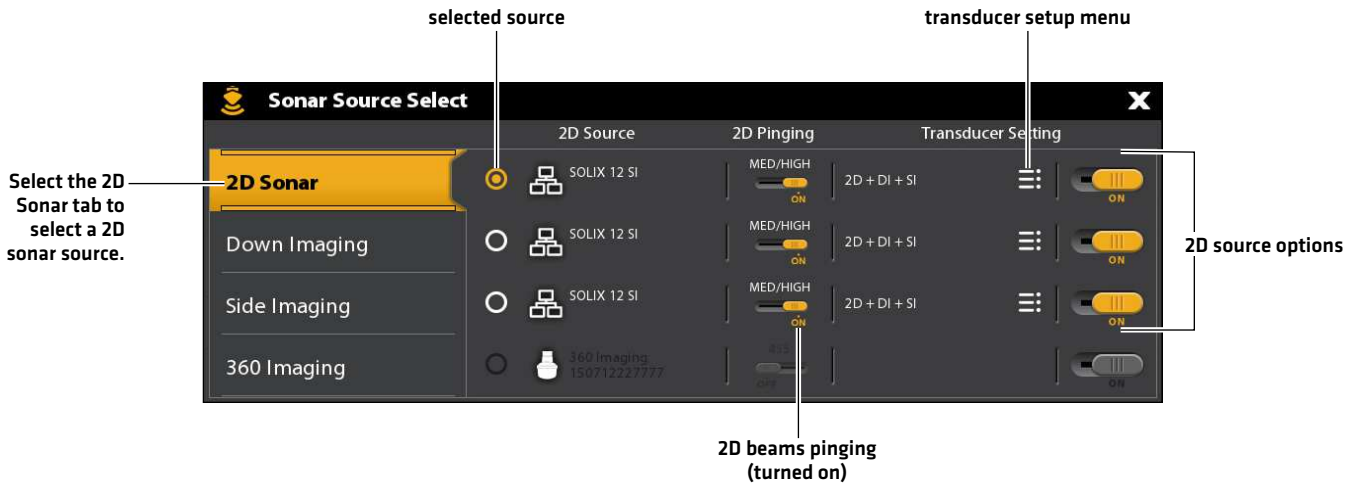 selected source
transducer setup menu
Sonar Source Select
X
2D Source
2D Pinging
Transducer Setting
Select the 2D
Sonar tab to
select a 2D
sonar source.
2D Sonar
SOLIX 12 SI
MED/HIGH
ON
2D + DI + SI
ON
Down Imaging
SOLIX 12 SI
MED/HIGH
ON
2D + DI + SI
ON
2D source options
Side Imaging
SOLIX 12 SI
MED/HIGH
ON
2D + DI + SI
ON
360 Imaging
360 Imaging:
150712227777
455
OFF
ON
2D beams pinging
(turned on)